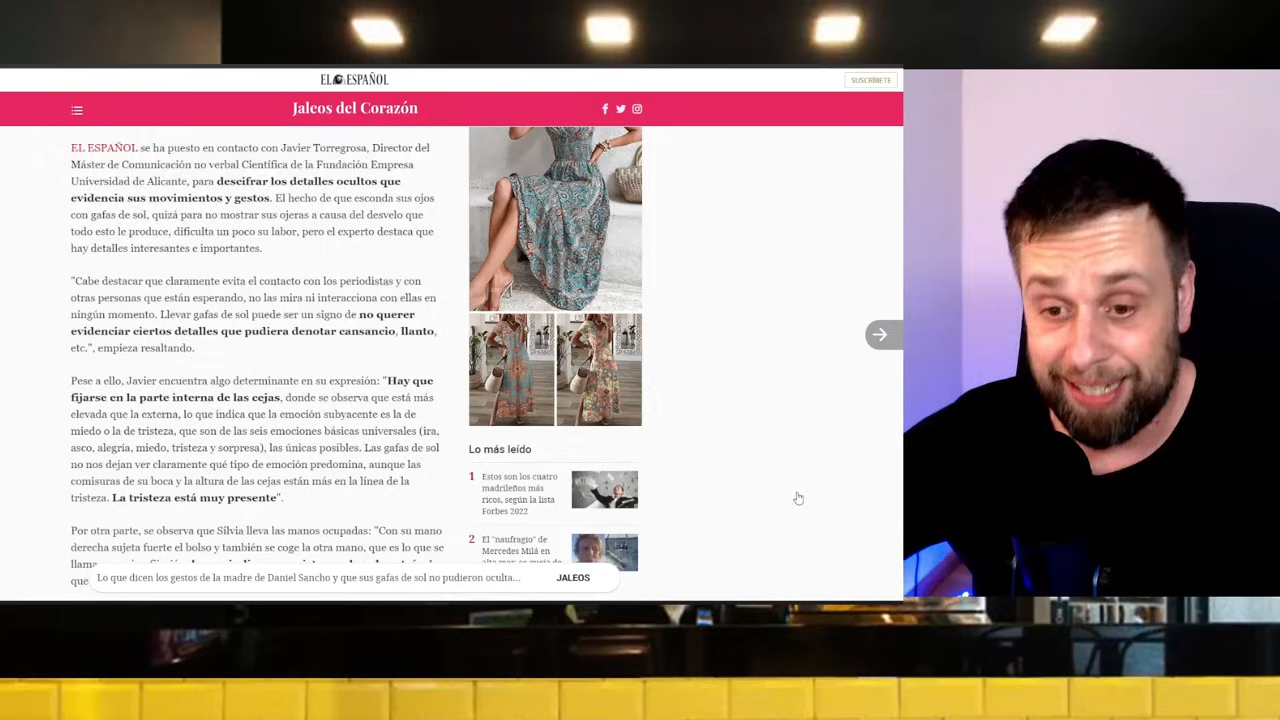 EL ESPAÑOL
SUSCRÍBETE
Jaleos del Corazón
EL ESPAÑOL se ha puesto en contacto con Javier Torregrosa, Director del
Máster de Comunicación no verbal Científica de la Fundación Empresa
Universidad de Alicante, para descifrar los detalles ocultos que
evidencia sus movimientos y gestos. El hecho de que esconda sus ojos
con gafas de sol, quizá para no mostrar sus ojeras a causa del desvelo que
todo esto le produce, dificulta un poco su labor, pero el experto destaca que
hay detalles interesantes e importantes.
"Cabe destacar que claramente evita el contacto con los periodistas y con
otras personas que están esperando, no las mira ni interacciona con ellas en
ningún momento. Llevar gafas de sol puede ser un signo de no querer
evidenciar ciertos detalles que pudiera denotar cansancio, llanto,
etc.", empieza resaltando.
Pese a ello, Javier encuentra algo determinante en su expresión: "Hay que
fijarse en la parte interna de las cejas, donde se observa que está más
elevada que la externa, lo que indica que la emoción subyacente es la de
miedo o la de tristeza, que son de las seis emociones básicas universales (ira,
asco, alegría, miedo, tristeza y sorpresa), las únicas posibles. Las gafas de sol
no nos dejan ver claramente qué tipo de emoción predomina, aunque las
comisuras de su boca y la altura de las cejas están más en la línea de la
tristeza. La tristeza está muy presente".
Por otra parte, se observa que Silvia lleva las manos ocupadas: "Con su mano
derecha sujeta fuerte el bolso y también se coge la otra mano, que es lo que se
llama
que
Lo que dicen los gestos de la madre de Daniel Sancho y que sus gafas de sol no pudieron oculta...
JALEOS
Lo más leído
1
Estos son los cuatro
madrileños más
ricos, según la lista
Forbes 2022
2
El "naufragio" de
Mercedes Milá en